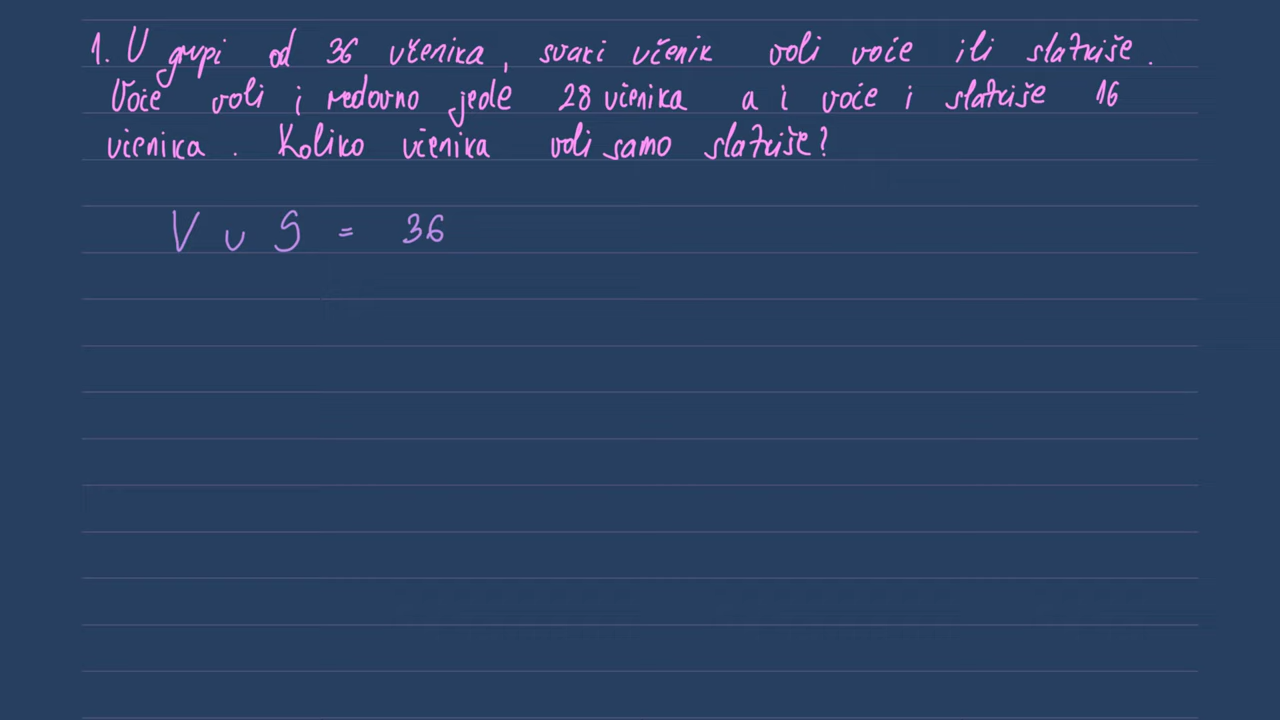 1. U grupi od 36 učenika, svaki učenik voli voće ili slatkiše.
Voće voli i redovno jede 28 učenika a i voće i slatkiše 16
učenika. Koliko učenika voli samo slatkiše?
V ∪ S = 36